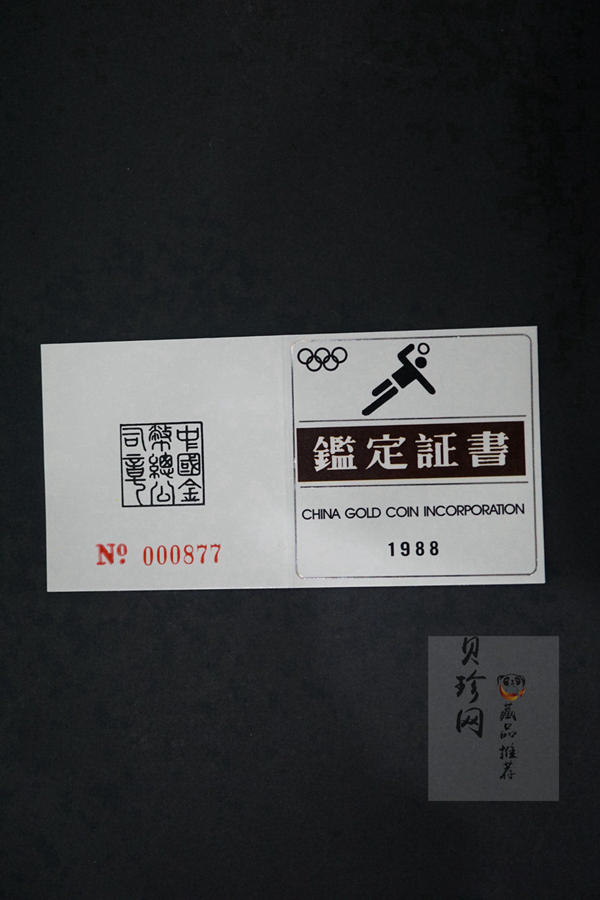 中國金
幣總公
司章
Nº 000877
鑑定証書
CHINA GOLD COIN INCORPORATION
1988
贝珍网
藏品推荐